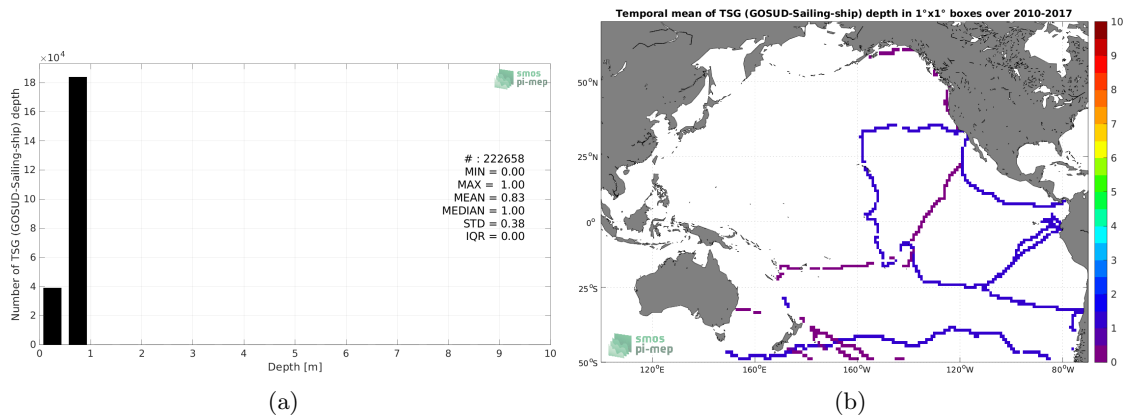 ×10⁴
18
16
14
12
10
8
6
4
2
0
Number of TSG (GOSUD-Sailing-ship) depth
smos
pi-mep
# : 222658
MIN = 0.00
MAX = 1.00
MEAN = 0.83
MEDIAN = 1.00
STD = 0.38
IQR = 0.00
0 1 2 3 4 5 6 7 8 9 10
Depth [m]
(a)
Temporal mean of TSG (GOSUD-Sailing-ship) depth in 1°x1° boxes over 2010-2017
50°N
25°N
0°
25°S
50°S
120°E 160°E 160°W 120°W 80°W
smos
pi-mep
10
9
8
7
6
5
4
3
2
1
0
(b)